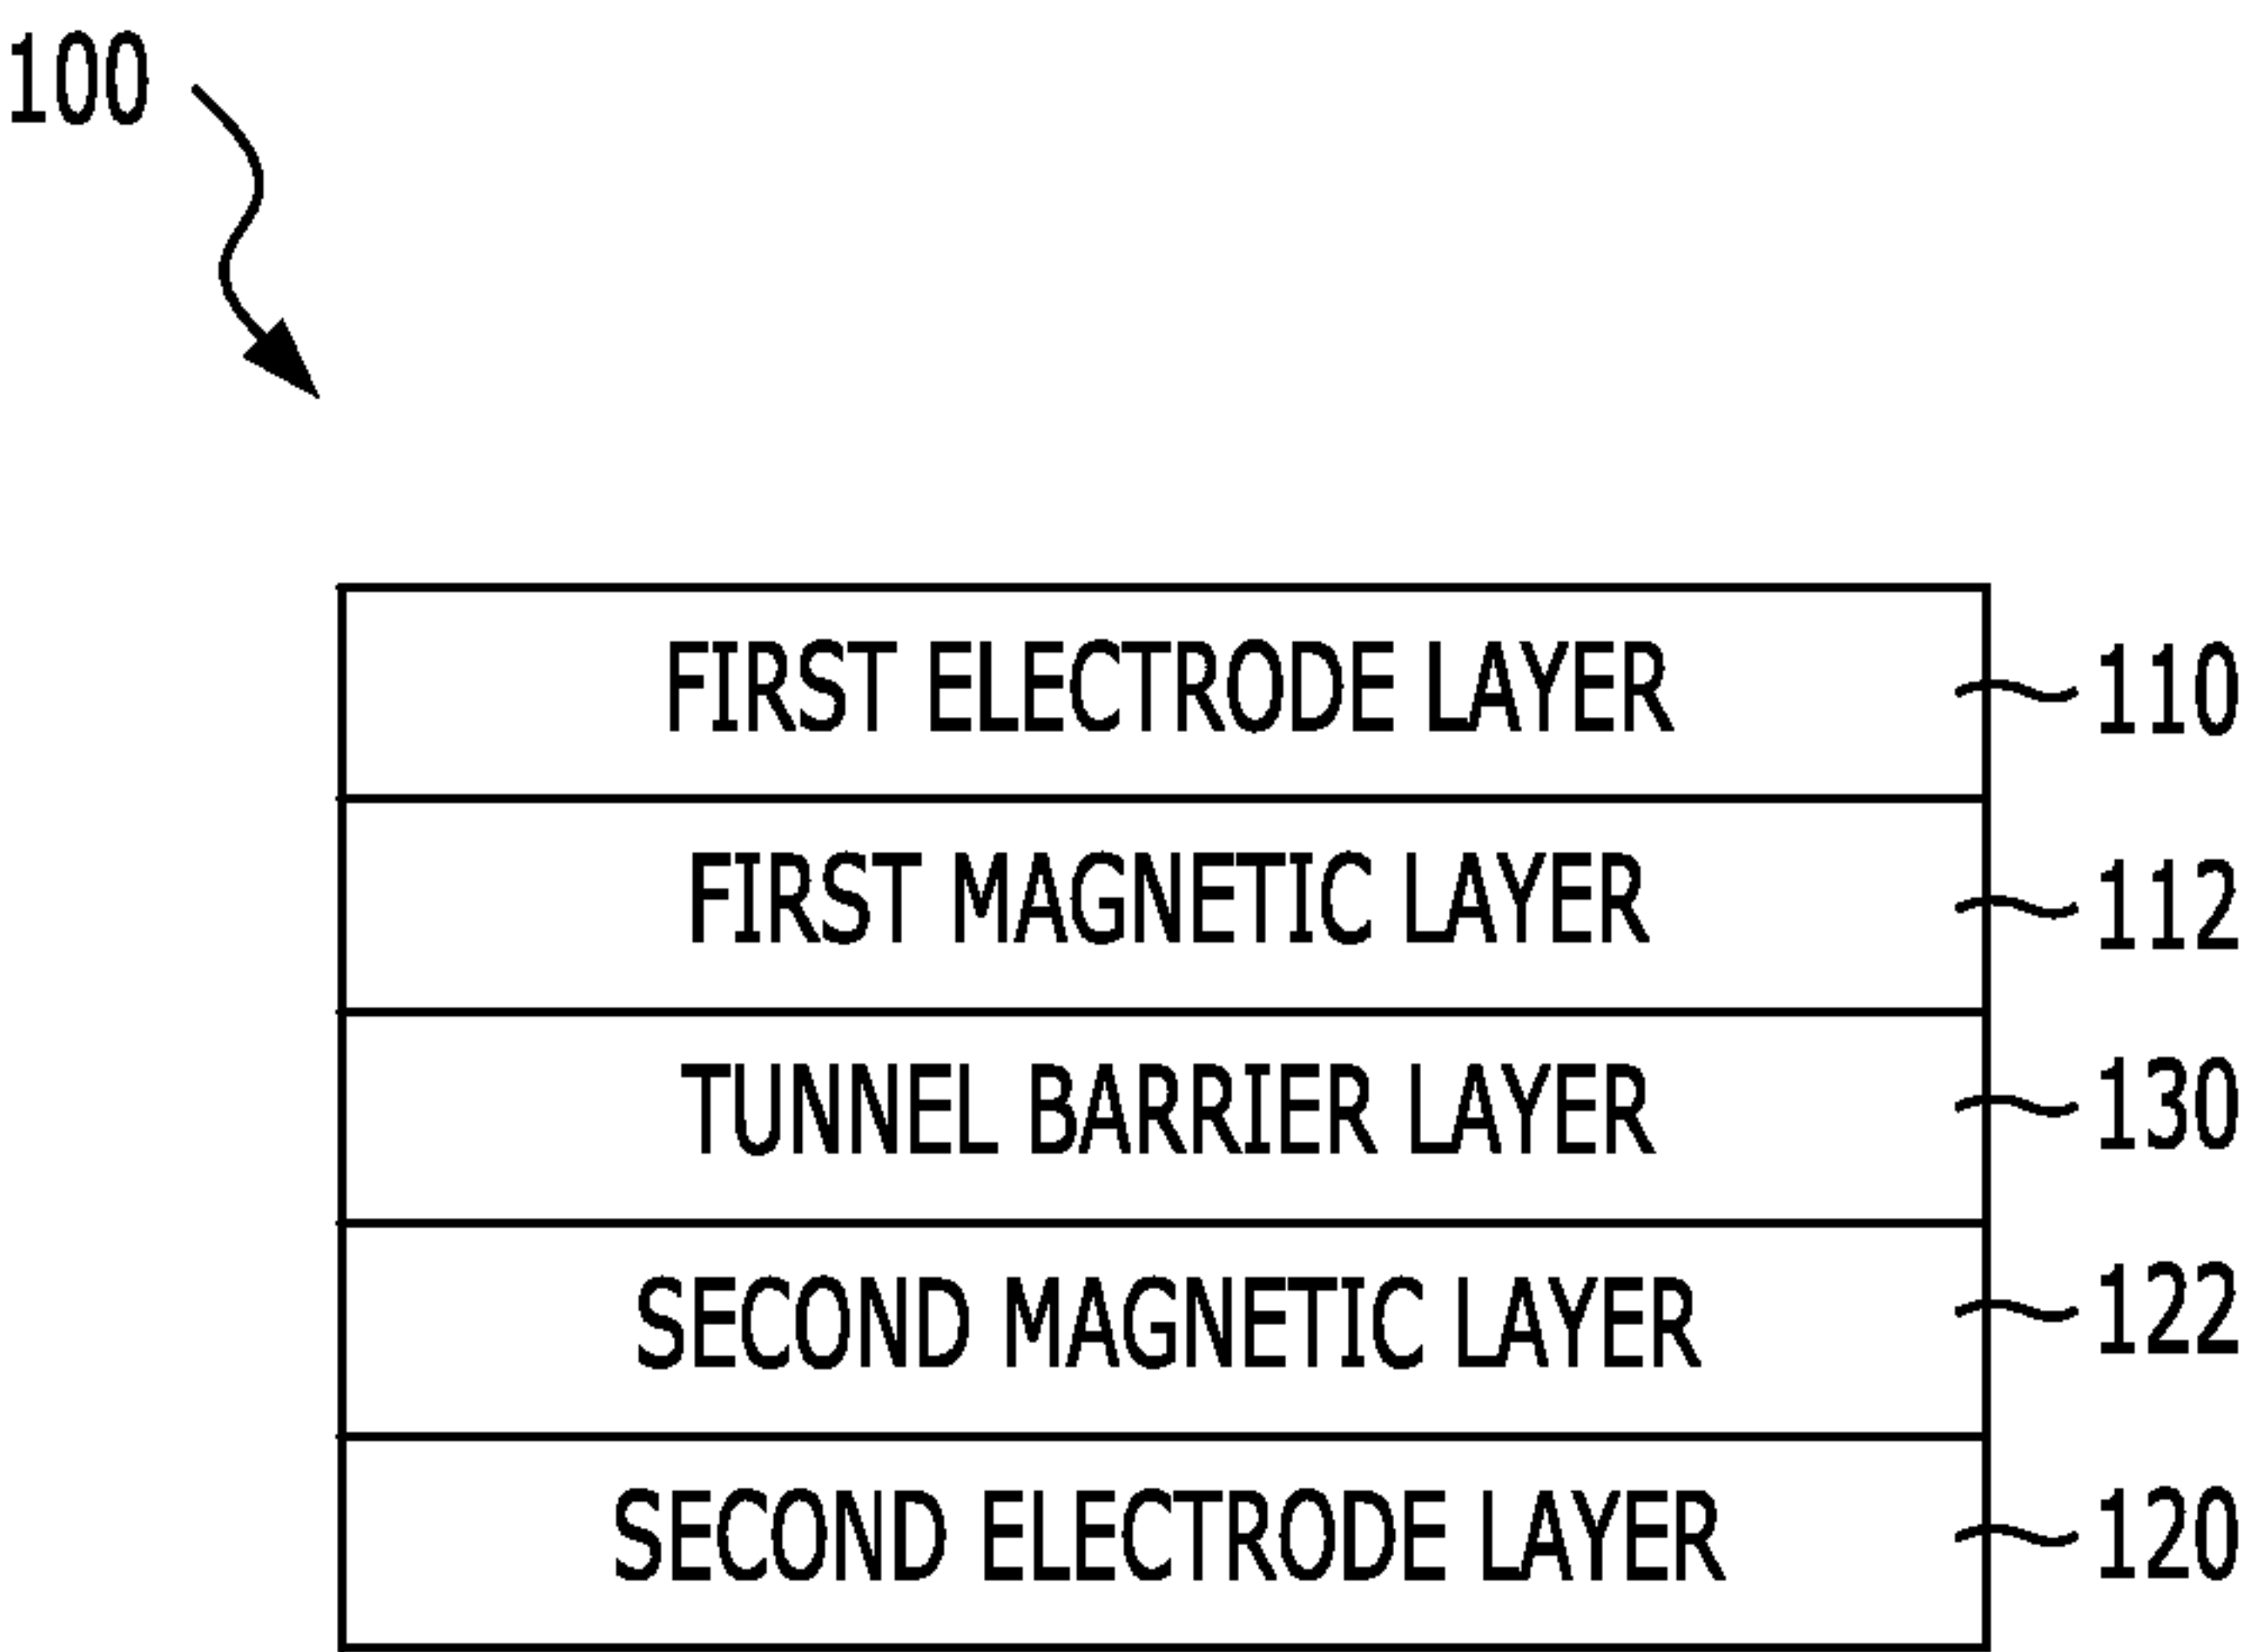 100
FIRST ELECTRODE LAYER 110
FIRST MAGNETIC LAYER 112
TUNNEL BARRIER LAYER 130
SECOND MAGNETIC LAYER 122
SECOND ELECTRODE LAYER 120